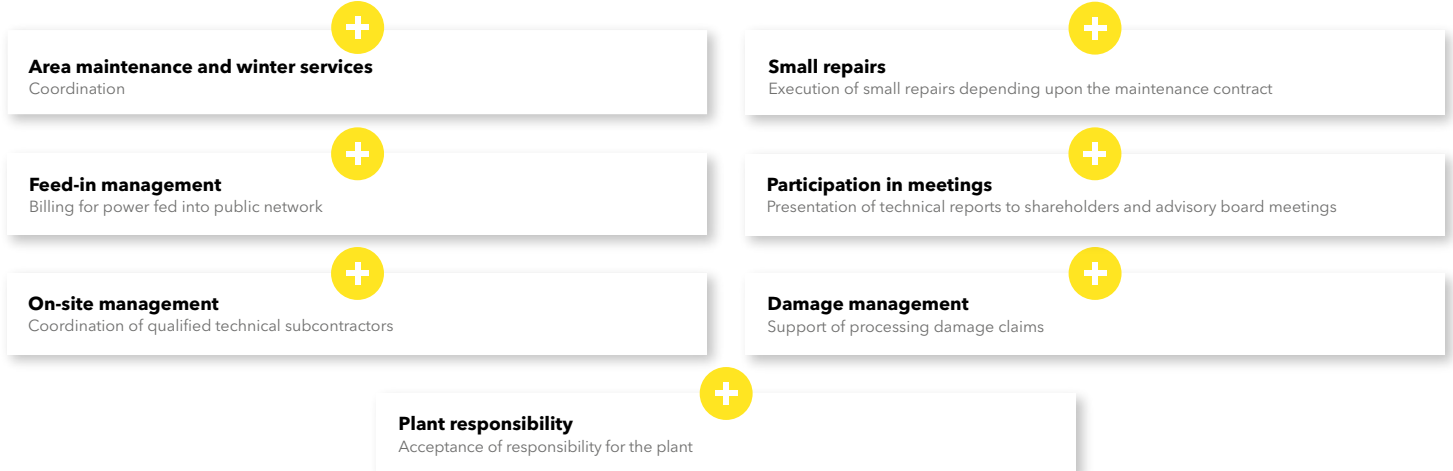 Area maintenance and winter services
Coordination
Small repairs
Execution of small repairs depending upon the maintenance contract
Feed-in management
Billing for power fed into public network
Participation in meetings
Presentation of technical reports to shareholders and advisory board meetings
On-site management
Coordination of qualified technical subcontractors
Damage management
Support of processing damage claims
Plant responsibility
Acceptance of responsibility for the plant